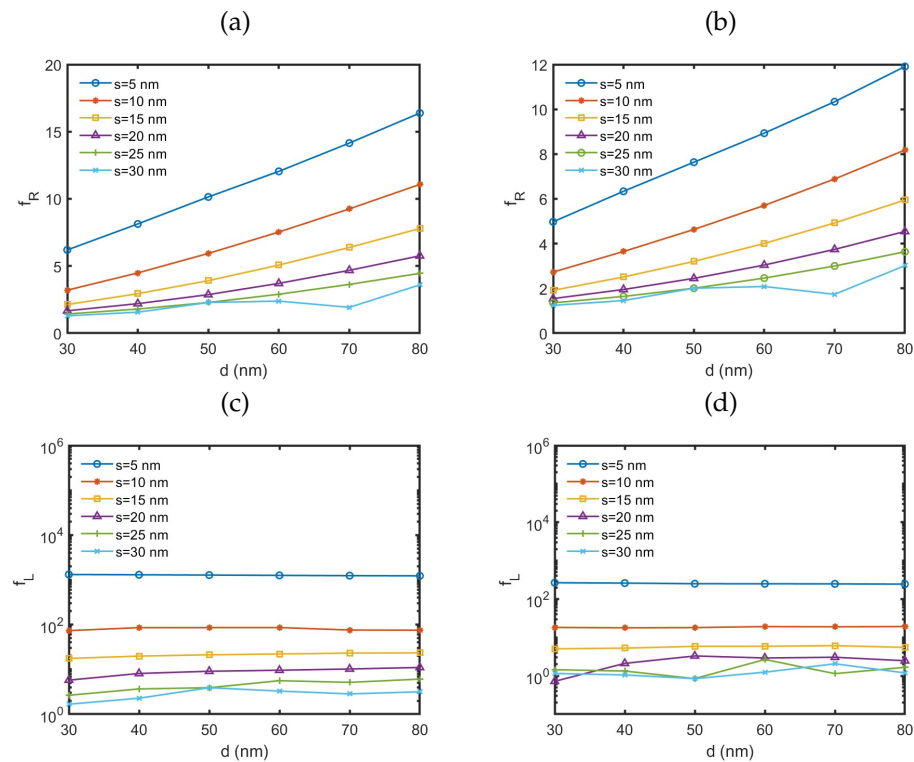 (a)
20
15
10
5
0
f_R
s=5 nm
s=10 nm
s=15 nm
s=20 nm
s=25 nm
s=30 nm
30 40 50 60 70 80
d (nm)
(b)
12
10
8
6
4
2
0
f_R
s=5 nm
s=10 nm
s=15 nm
s=20 nm
s=25 nm
s=30 nm
30 40 50 60 70 80
d (nm)
(c)
10^6
10^4
10^2
10^0
f_L
s=5 nm
s=10 nm
s=15 nm
s=20 nm
s=25 nm
s=30 nm
30 40 50 60 70 80
d (nm)
(d)
10^6
10^4
10^2
10^0
f_L
s=5 nm
s=10 nm
s=15 nm
s=20 nm
s=25 nm
s=30 nm
30 40 50 60 70 80
d (nm)